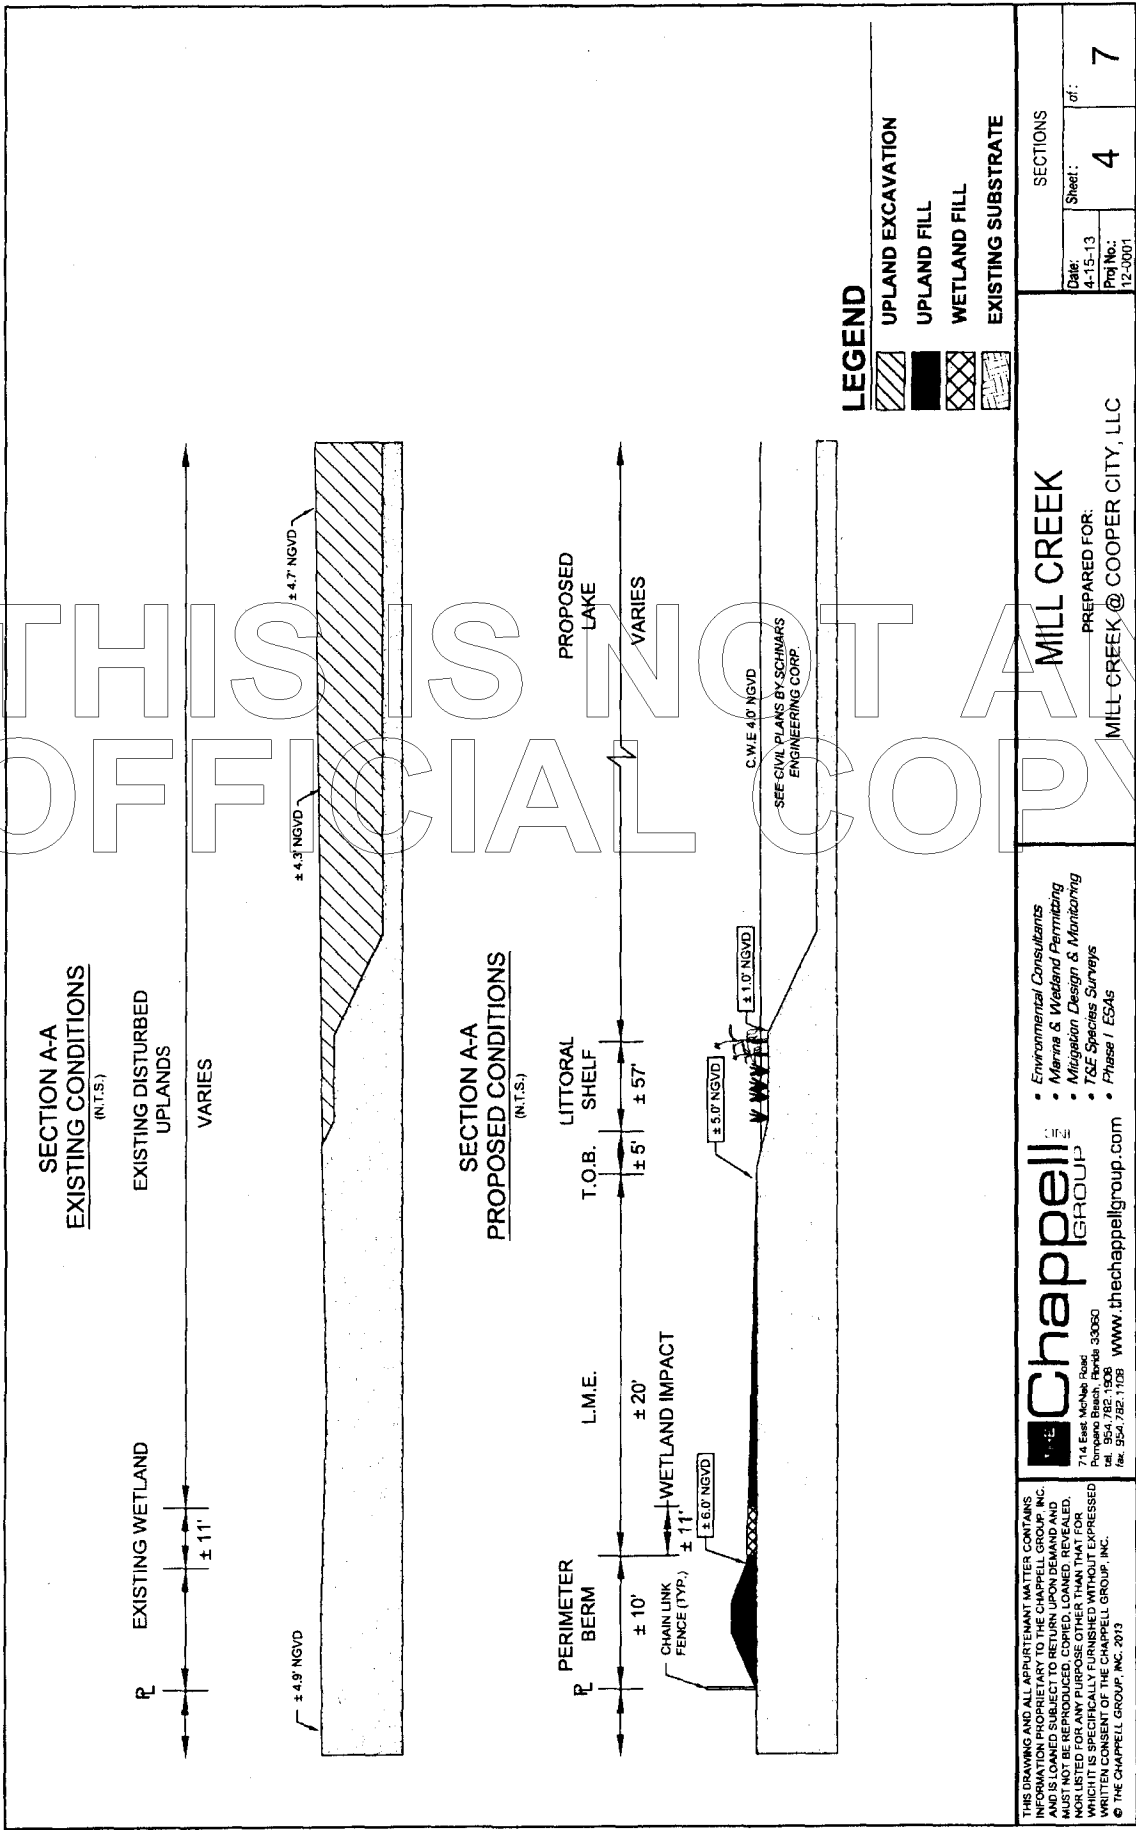 SECTION A-A
EXISTING CONDITIONS
(N.T.S.)
EXISTING WETLAND
EXISTING DISTURBED
UPLANDS
PL
± 11'
VARIES
± 4.9' NGVD
± 4.3' NGVD
± 4.7' NGVD
SECTION A-A
PROPOSED CONDITIONS
(N.T.S.)
PL
PERIMETER
BERM
± 10'
L.M.E.
± 20'
T.O.B.
± 5'
LITTORAL
SHELF
± 57'
PROPOSED
LAKE
VARIES
WETLAND IMPACT
± 11'
CHAIN LINK
FENCE (TYP.)
± 6.0' NGVD
± 5.0' NGVD
± 1.0' NGVD
C.W.E 4.0' NGVD
SEE CIVIL PLANS BY SCHNARS
ENGINEERING CORP.
LEGEND
UPLAND EXCAVATION
UPLAND FILL
WETLAND FILL
EXISTING SUBSTRATE
THIS IS NOT AN
OFFICIAL COPY
THIS DRAWING AND ALL APPURTENANT MATTER CONTAINS
INFORMATION PROPRIETARY TO THE CHAPPELL GROUP, INC.
AND IS LOANED SUBJECT TO RETURN UPON DEMAND AND
MUST NOT BE REPRODUCED, COPIED, LOANED, REVEALED,
NOR LISTED FOR ANY PURPOSE OTHER THAN THAT FOR
WHICH IT IS SPECIFICALLY FURNISHED WITHOUT EXPRESSED
WRITTEN CONSENT OF THE CHAPPELL GROUP, INC.
© THE CHAPPELL GROUP, INC. 2013
THE Chappell GROUP INC
714 East McNab Road
Pompano Beach, Florida 33060
tel. 954.782.1908
fax. 954.782.1108 www.thechappellgroup.com
• Environmental Consultants
• Marina & Wetland Permitting
• Mitigation Design & Monitoring
• T&E Species Surveys
• Phase I ESAs
MILL CREEK
PREPARED FOR:
MILL CREEK @ COOPER CITY, LLC
SECTIONS
Date:
4-15-13
Proj No.:
12-0001
Sheet:
4
of:
7